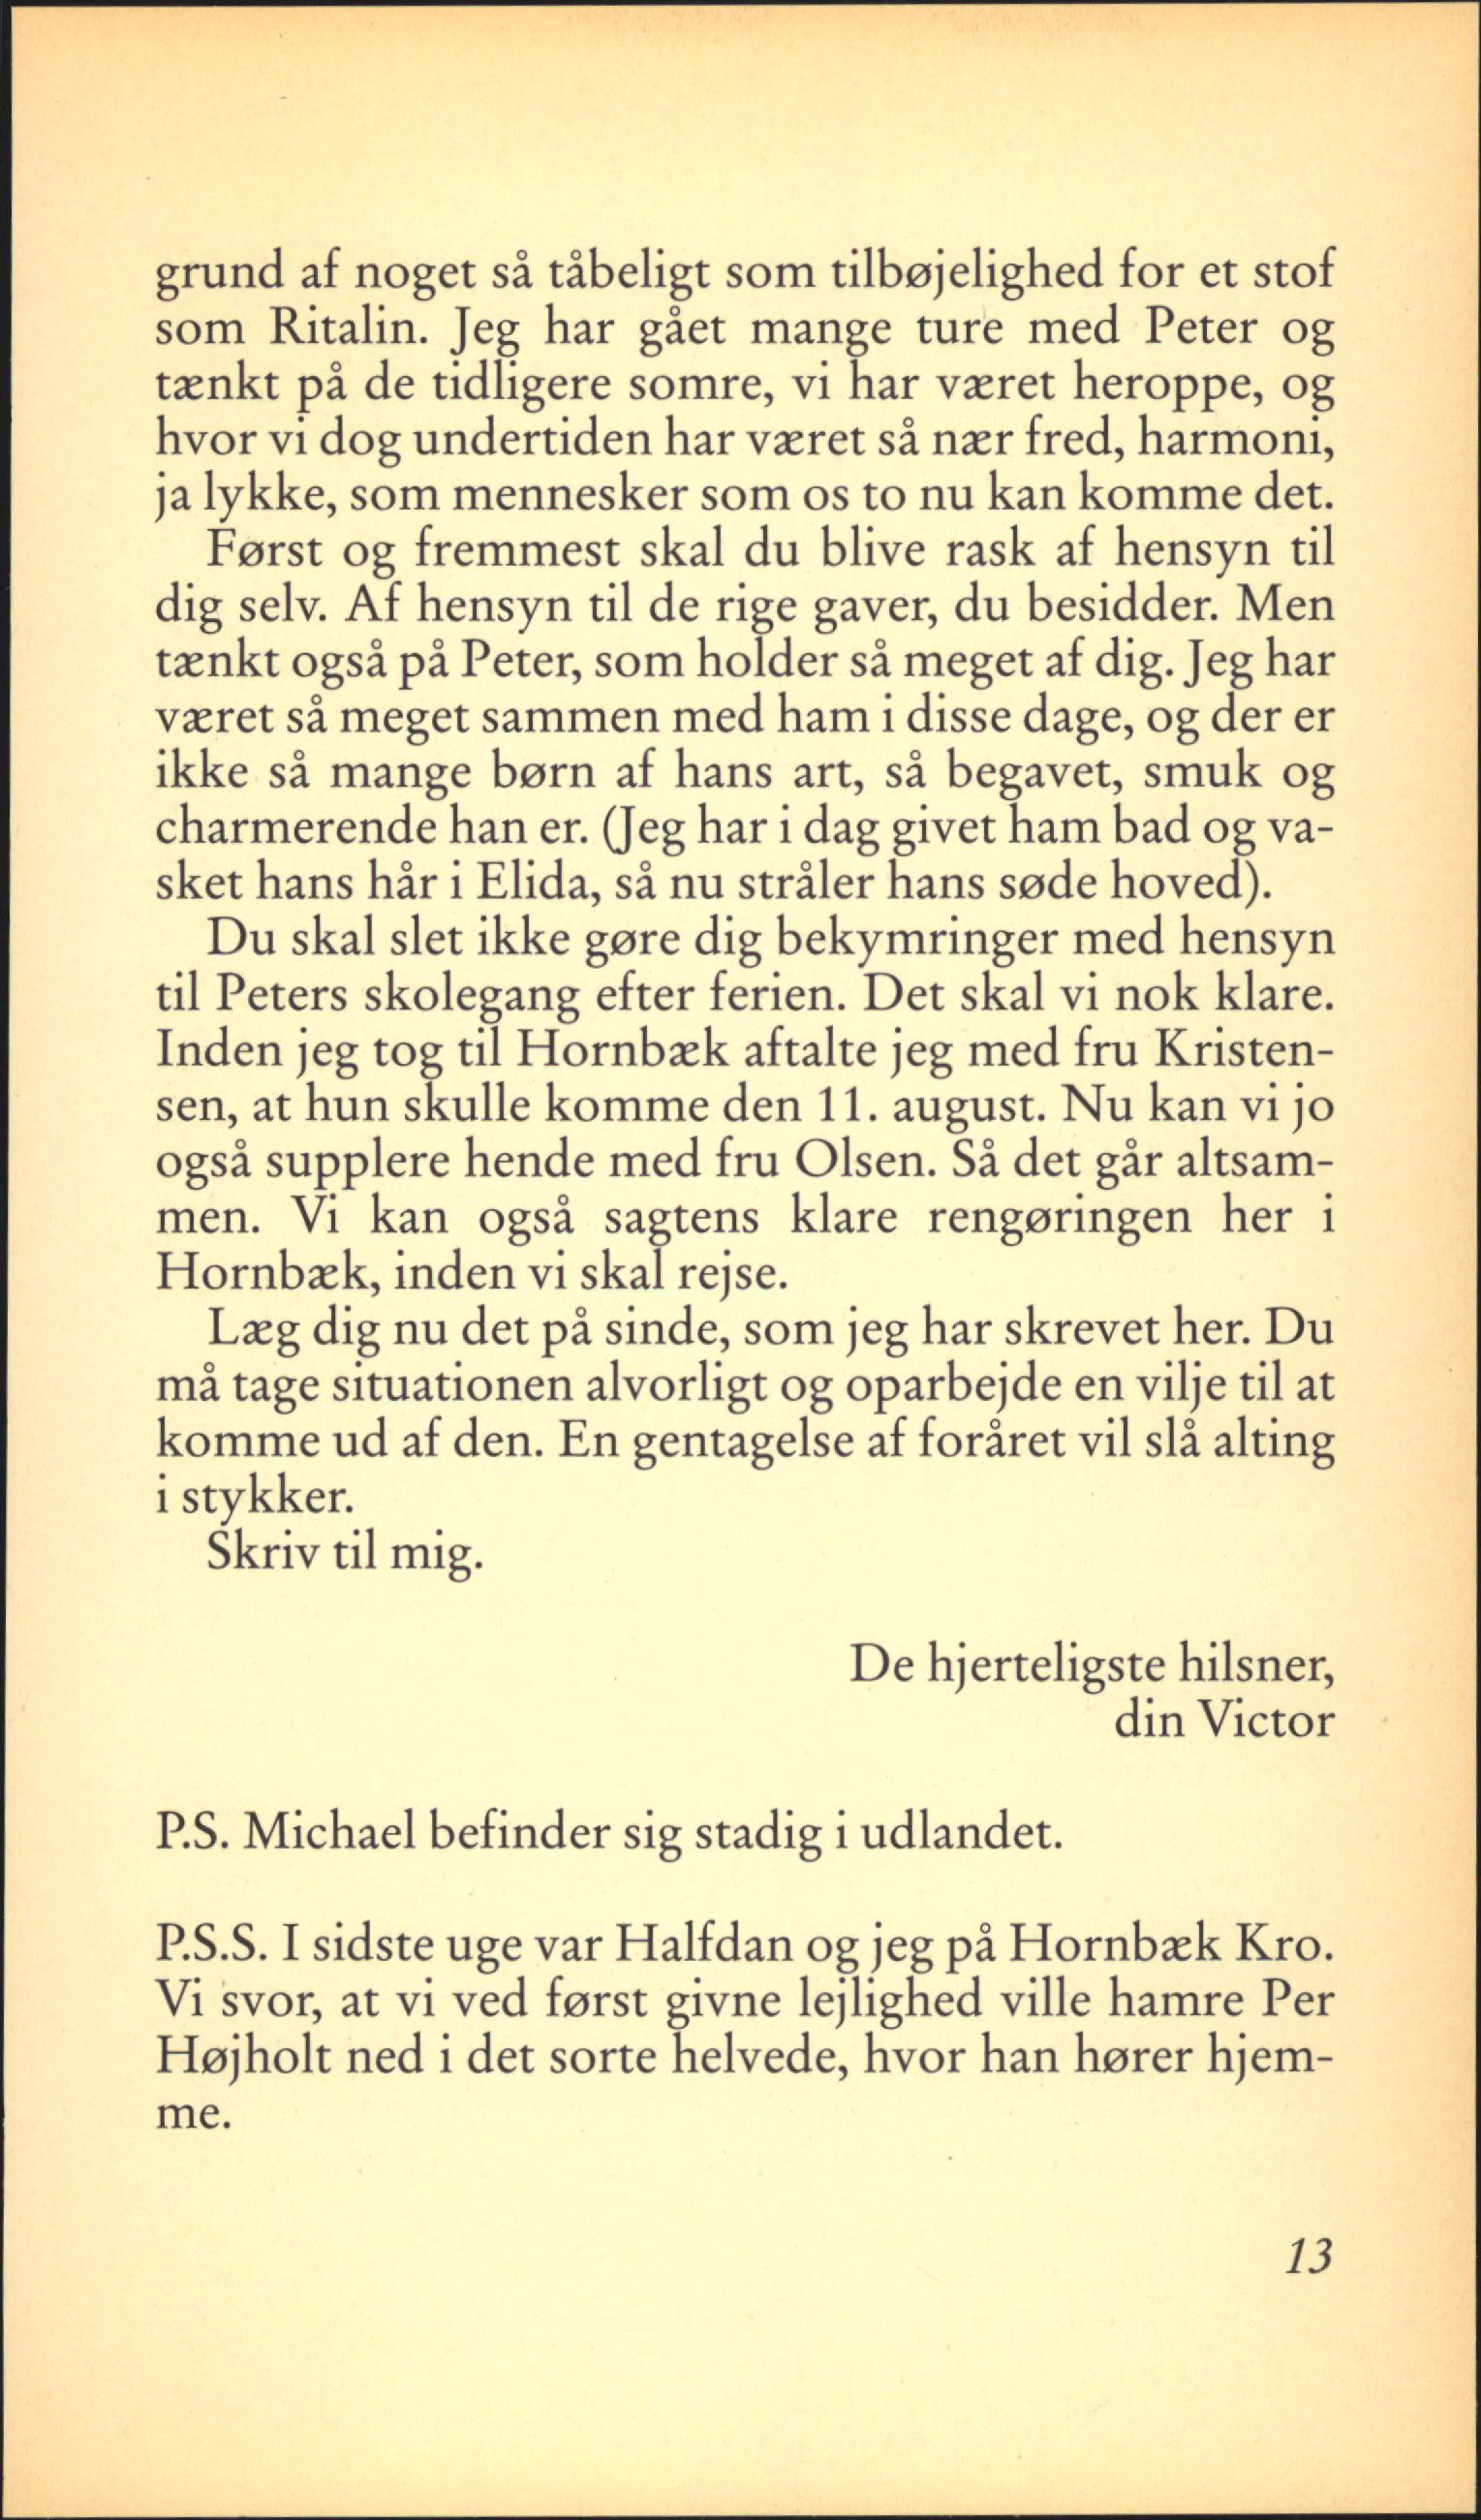 grund af noget så tåbeligt som tilbøjelighed for et stof
som Ritalin. Jeg har gået mange ture med Peter og
tænkt på de tidligere somre, vi har været heroppe, og
hvor vi dog undertiden har været så nær fred, harmoni,
ja lykke, som mennesker som os to nu kan komme det.
Først og fremmest skal du blive rask af hensyn til
dig selv. Af hensyn til de rige gaver, du besidder. Men
tænkt også på Peter, som holder så meget af dig. Jeg har
været så meget sammen med ham i disse dage, og der er
ikke så mange børn af hans art, så begavet, smuk og
charmerende han er. (Jeg har i dag givet ham bad og va-
sket hans hår i Elida, så nu stråler hans søde hoved).
Du skal slet ikke gøre dig bekymringer med hensyn
til Peters skolegang efter ferien. Det skal vi nok klare.
Inden jeg tog til Hornbæk aftalte jeg med fru Kristen-
sen, at hun skulle komme den 11. august. Nu kan vi jo
også supplere hende med fru Olsen. Så det går altsam-
men. Vi kan også sagtens klare rengøringen her i
Hornbæk, inden vi skal rejse.
Læg dig nu det på sinde, som jeg har skrevet her. Du
må tage situationen alvorligt og oparbejde en vilje til at
komme ud af den. En gentagelse af foråret vil slå alting
i stykker.
Skriv til mig.
De hjerteligste hilsner,
din Victor
P.S. Michael befinder sig stadig i udlandet.
P.S.S. I sidste uge var Halfdan og jeg på Hornbæk Kro.
Vi svor, at vi ved først givne lejlighed ville hamre Per
Højholt ned i det sorte helvede, hvor han hører hjem-
me.
13